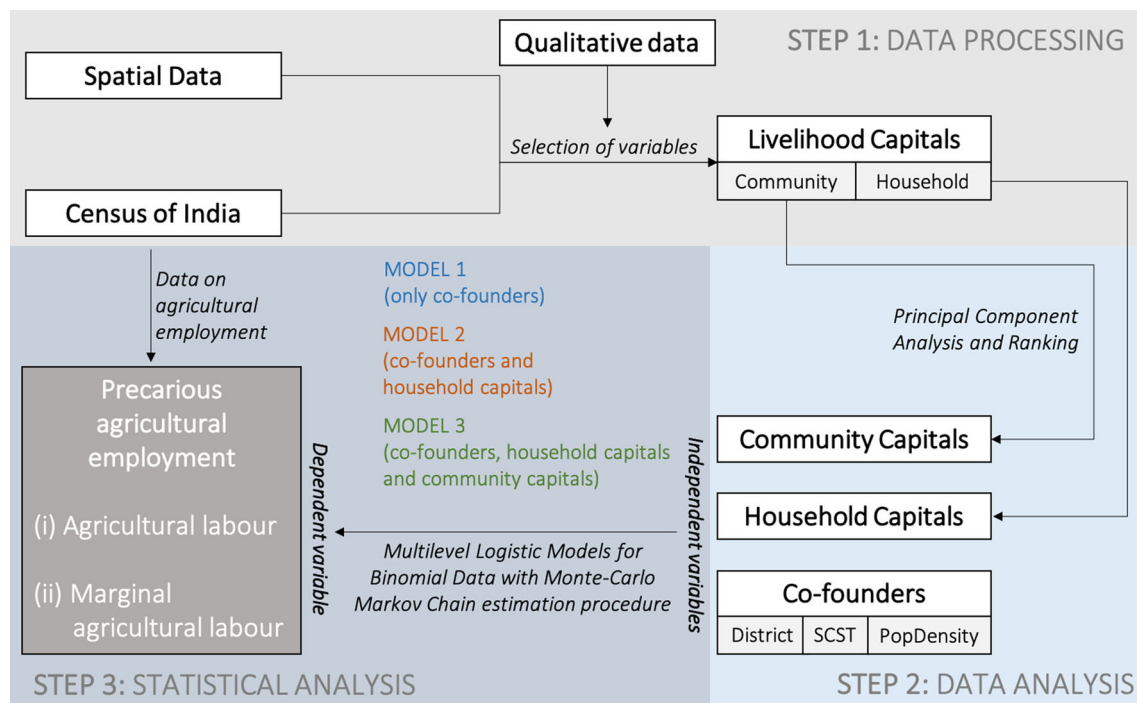 STEP 1: DATA PROCESSING
Qualitative data
Spatial Data
Selection of variables
Livelihood Capitals
Community
Household
Census of India
Data on
agricultural
employment
MODEL 1
(only co-founders)
MODEL 2
(co-founders and
household capitals)
MODEL 3
(co-founders, household capitals
and community capitals)
Principal Component
Analysis and Ranking
Precarious
agricultural
employment
(i) Agricultural labour
(ii) Marginal
agricultural labour
Dependent variable
Multilevel Logistic Models for
Binomial Data with Monte-Carlo
Markov Chain estimation procedure
Independent variables
Community Capitals
Household Capitals
Co-founders
District
SCST
PopDensity
STEP 3: STATISTICAL ANALYSIS
STEP 2: DATA ANALYSIS